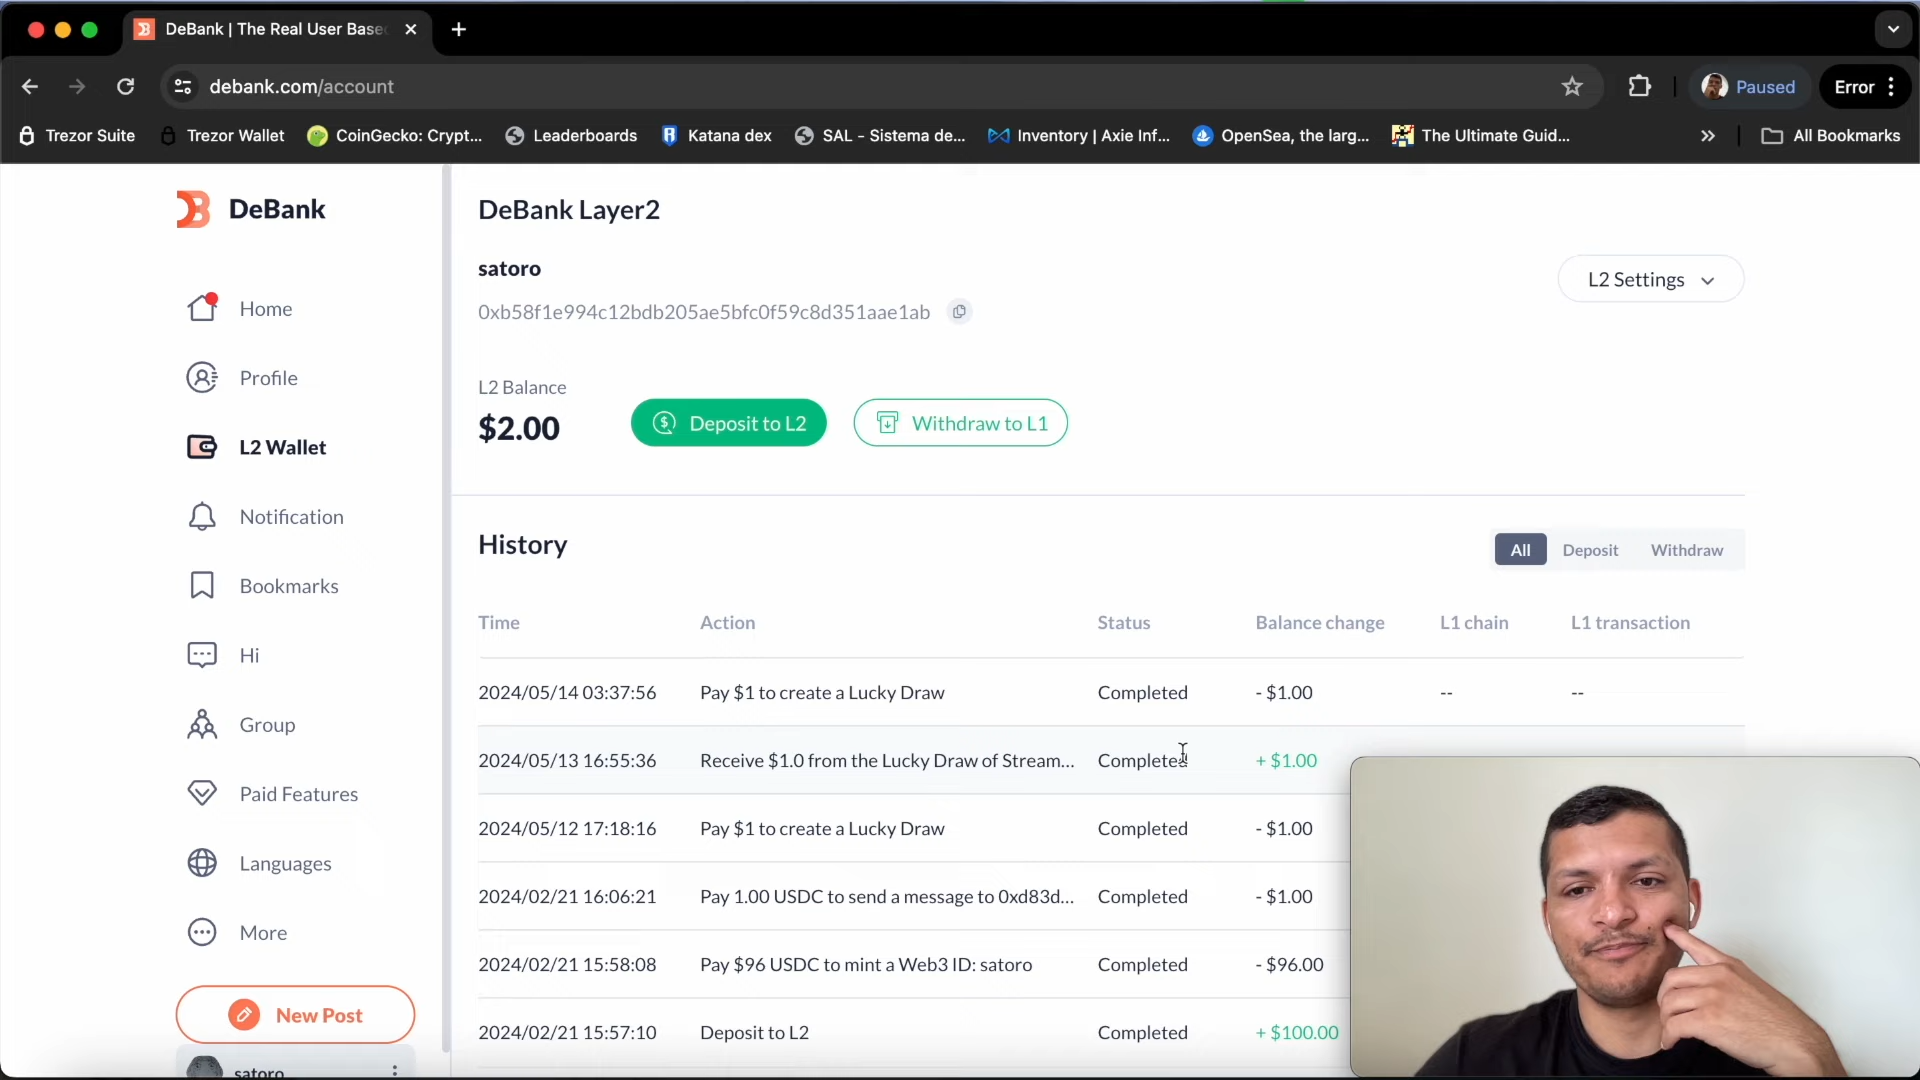 DeBank | The Real User Base
debank.com/account
Paused
Error
Trezor Suite
Trezor Wallet
CoinGecko: Crypt...
Leaderboards
Katana dex
SAL - Sistema de...
Inventory | Axie Inf...
OpenSea, the larg...
The Ultimate Guid...
All Bookmarks
DeBank
Home
Profile
L2 Wallet
Notification
Bookmarks
Hi
Group
Paid Features
Languages
More
New Post
satoro
DeBank Layer2
satoro
0xb58f1e994c12bdb205ae5bfc0f59c8d351aae1ab
L2 Settings
L2 Balance
$2.00
Deposit to L2
Withdraw to L1
History
All Deposit Withdraw
Time Action Status Balance change L1 chain L1 transaction
2024/05/14 03:37:56 Pay $1 to create a Lucky Draw Completed - $1.00 -- --
2024/05/13 16:55:36 Receive $1.0 from the Lucky Draw of Stream... Completed + $1.00
2024/05/12 17:18:16 Pay $1 to create a Lucky Draw Completed - $1.00
2024/02/21 16:06:21 Pay 1.00 USDC to send a message to 0xd83d... Completed - $1.00
2024/02/21 15:58:08 Pay $96 USDC to mint a Web3 ID: satoro Completed - $96.00
2024/02/21 15:57:10 Deposit to L2 Completed + $100.00